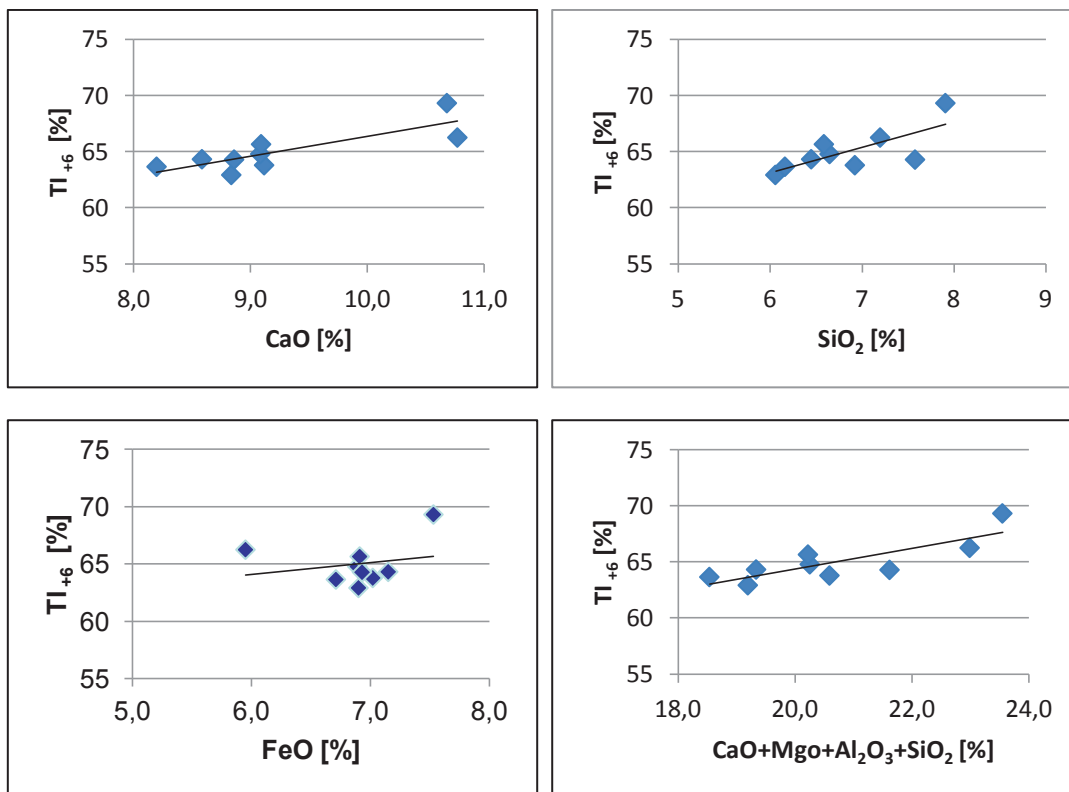 75
70
65
60
55
TI+6 [%]
8,0 9,0 10,0 11,0
CaO [%]
75
70
65
60
55
TI+6 [%]
5 6 7 8 9
SiO2 [%]
75
70
65
60
55
TI+6 [%]
5,0 6,0 7,0 8,0
FeO [%]
75
70
65
60
55
TI+6 [%]
18,0 20,0 22,0 24,0
CaO+Mgo+Al2O3+SiO2 [%]